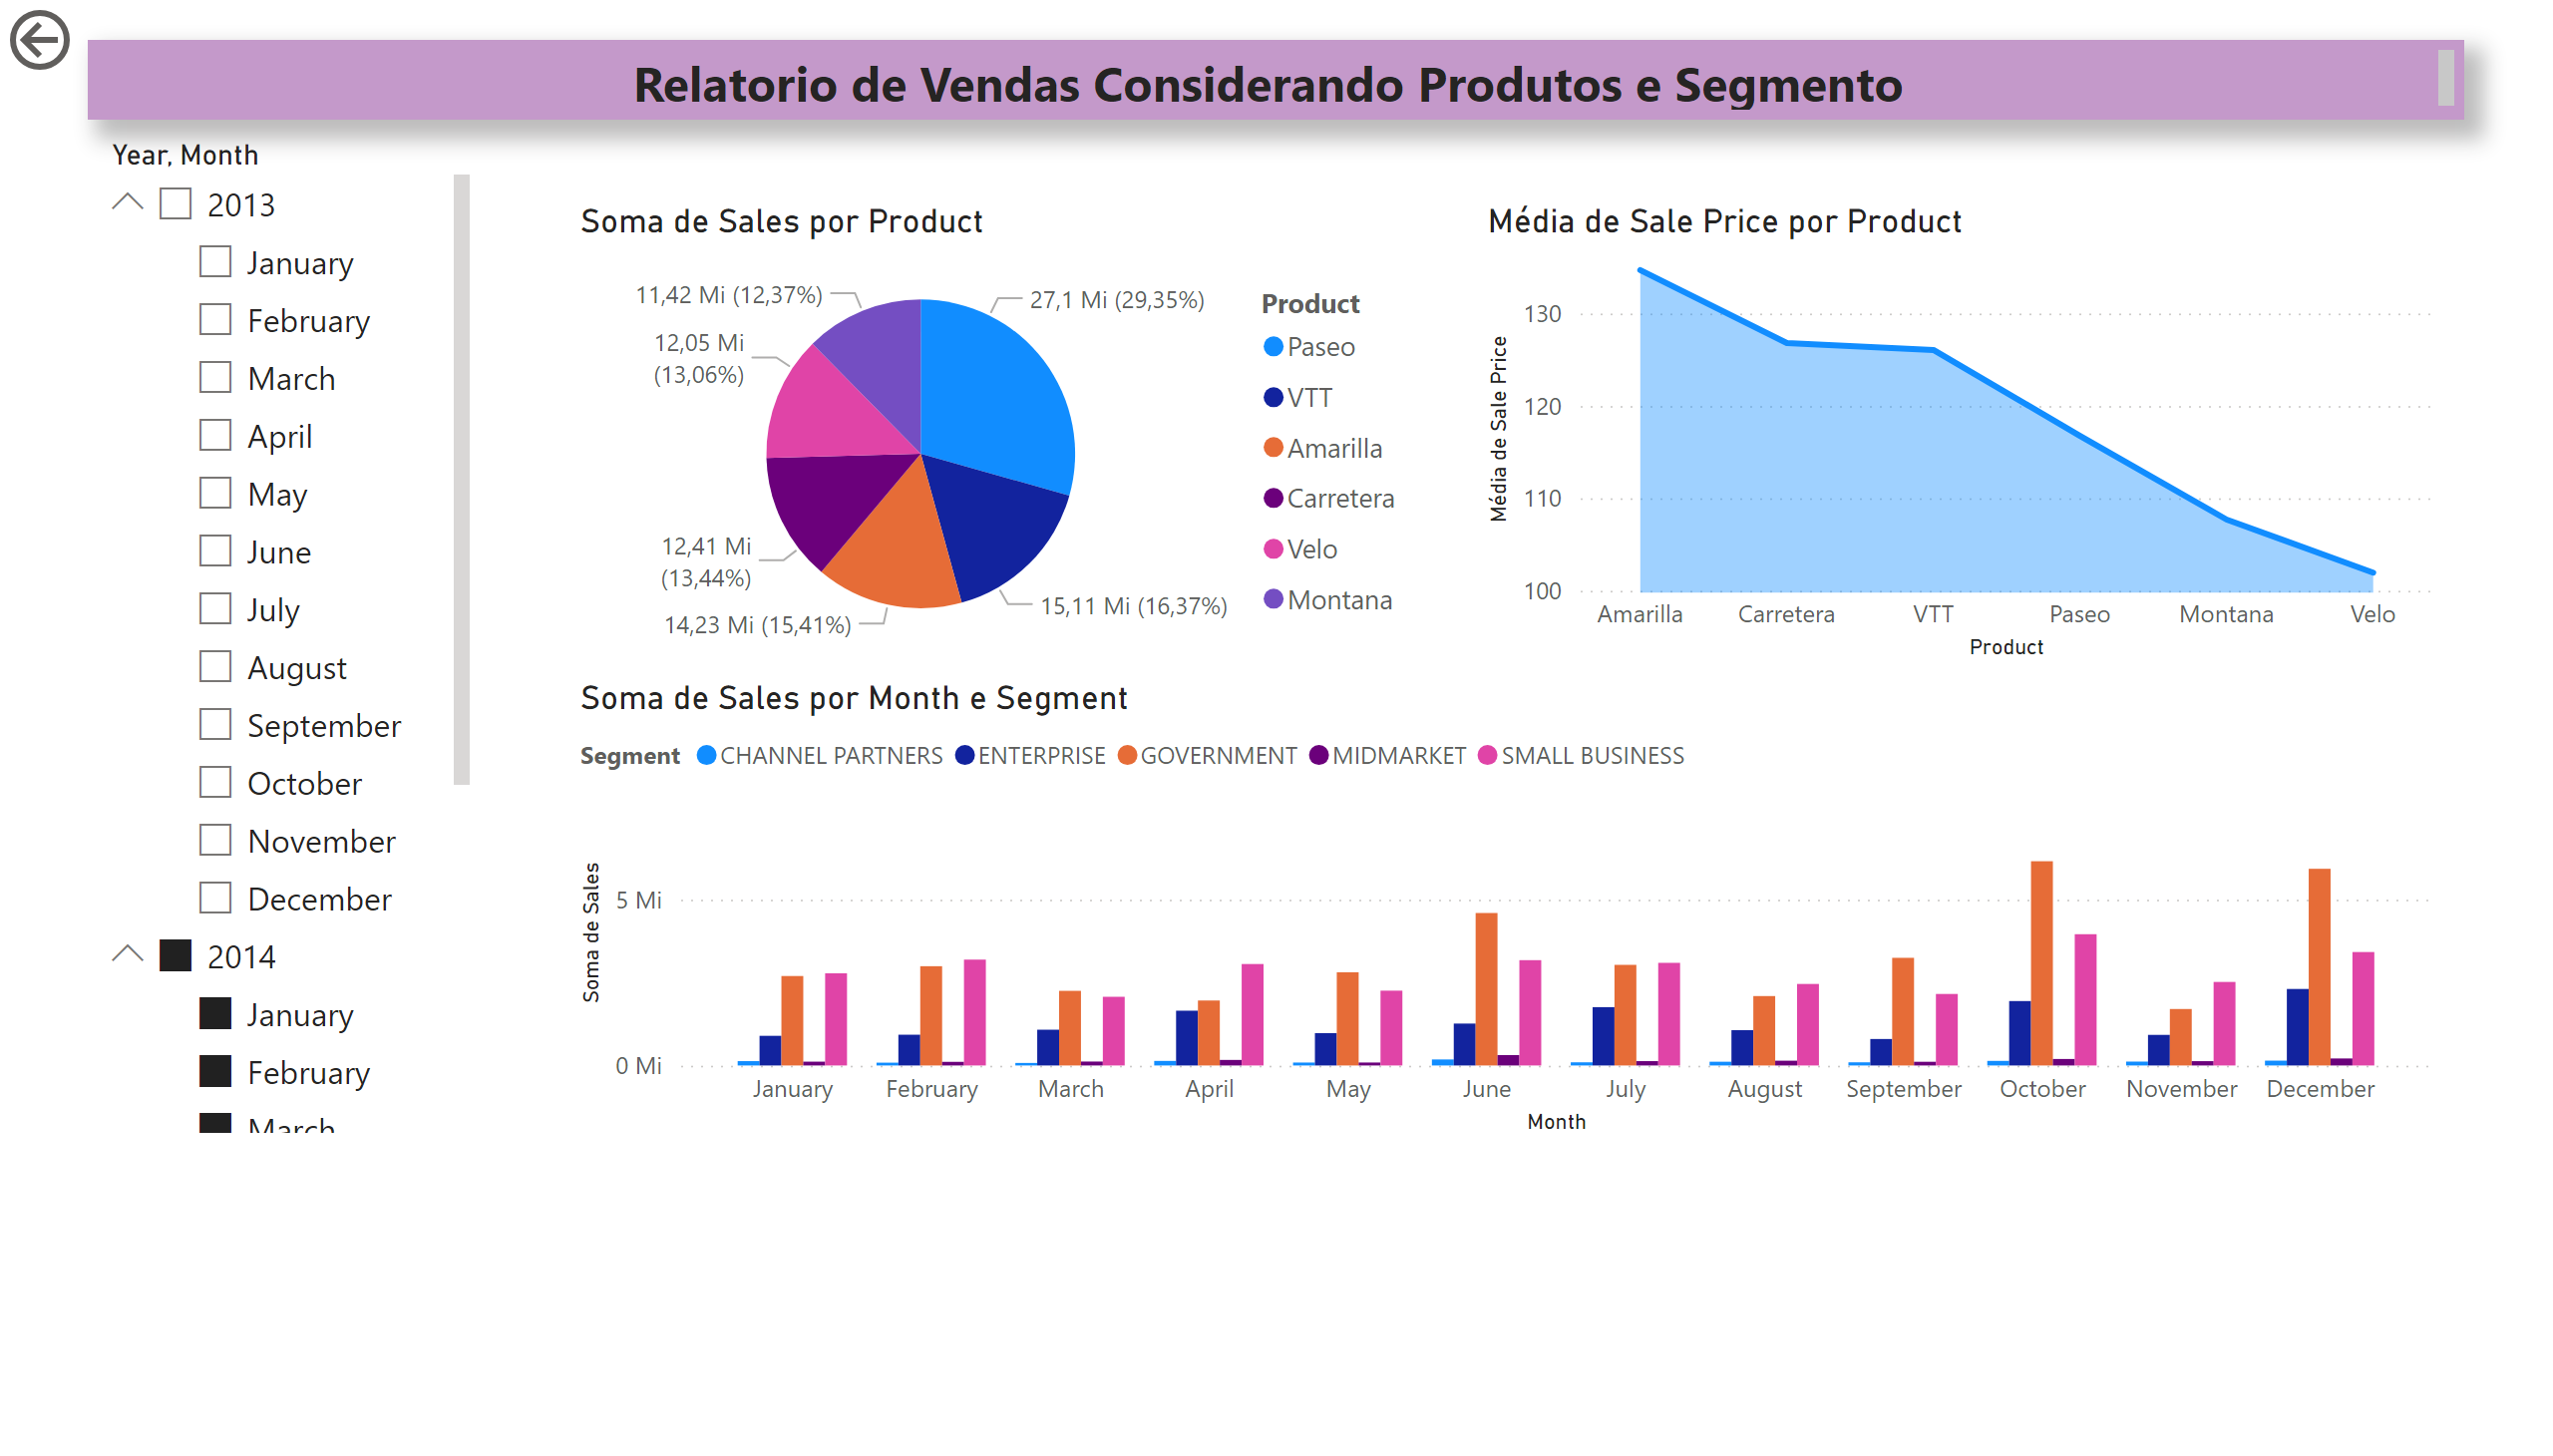 Relatorio de Vendas Considerando Produtos e Segmento
Year, Month
2013
January
February
March
April
May
June
July
August
September
October
November
December
2014
January
February
March
Soma de Sales por Product
11,42 Mi (12,37%)
27,1 Mi (29,35%)
12,05 Mi
(13,06%)
12,41 Mi
(13,44%)
14,23 Mi (15,41%)
15,11 Mi (16,37%)
Product
Paseo
VTT
Amarilla
Carretera
Velo
Montana
Média de Sale Price por Product
Média de Sale Price
130
120
110
100
Amarilla Carretera VTT Paseo Montana Velo
Product
Soma de Sales por Month e Segment
Segment CHANNEL PARTNERS ENTERPRISE GOVERNMENT MIDMARKET SMALL BUSINESS
Soma de Sales
5 Mi
0 Mi
January February March April May June July August September October November December
Month